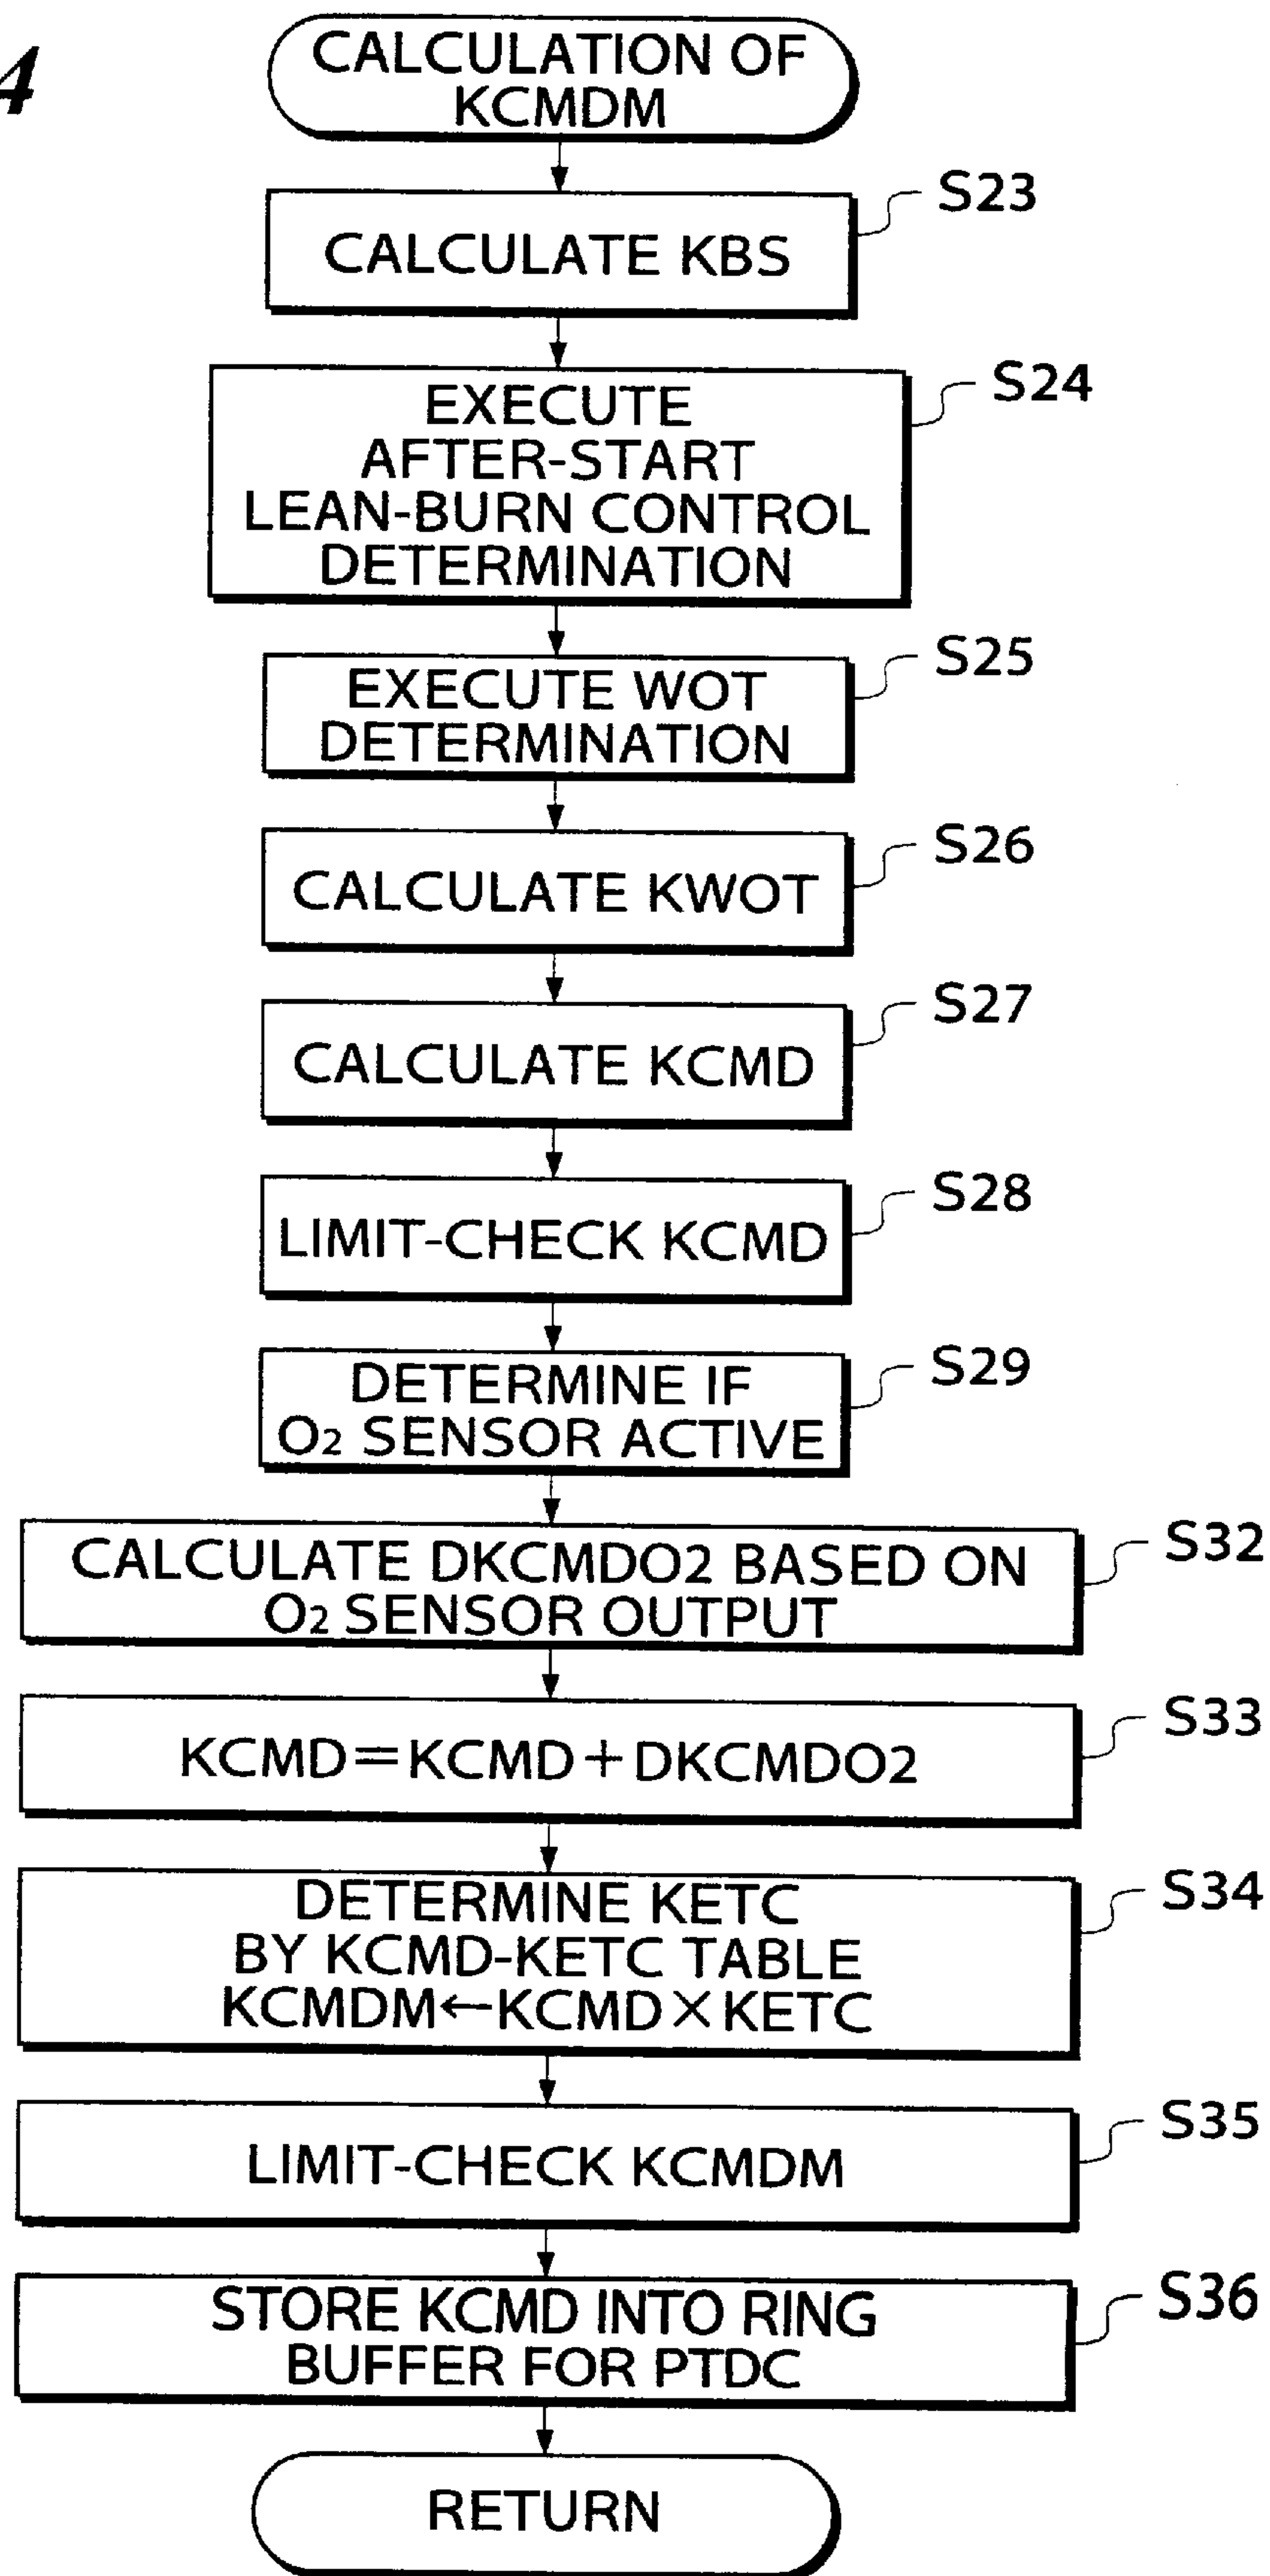 4
CALCULATION OF
KCMDM
S23
CALCULATE KBS
S24
EXECUTE
AFTER-START
LEAN-BURN CONTROL
DETERMINATION
S25
EXECUTE WOT
DETERMINATION
S26
CALCULATE KWOT
S27
CALCULATE KCMD
S28
LIMIT-CHECK KCMD
S29
DETERMINE IF
O₂ SENSOR ACTIVE
S32
CALCULATE DKCMDO2 BASED ON
O₂ SENSOR OUTPUT
S33
KCMD=KCMD+DKCMDO2
S34
DETERMINE KETC
BY KCMD-KETC TABLE
KCMDM←KCMD×KETC
S35
LIMIT-CHECK KCMDM
S36
STORE KCMD INTO RING
BUFFER FOR PTDC
RETURN